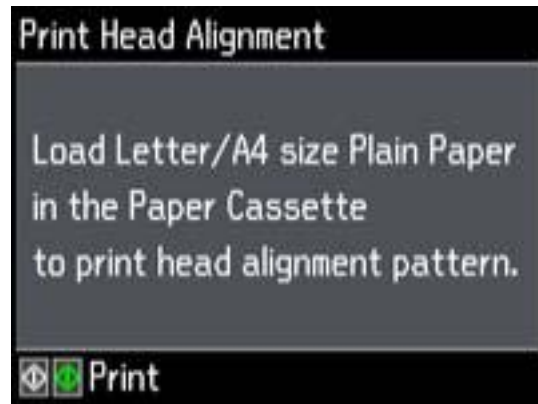 Print Head Alignment
Load Letter/A4 size Plain Paper
in the Paper Cassette
to print head alignment pattern.
Print